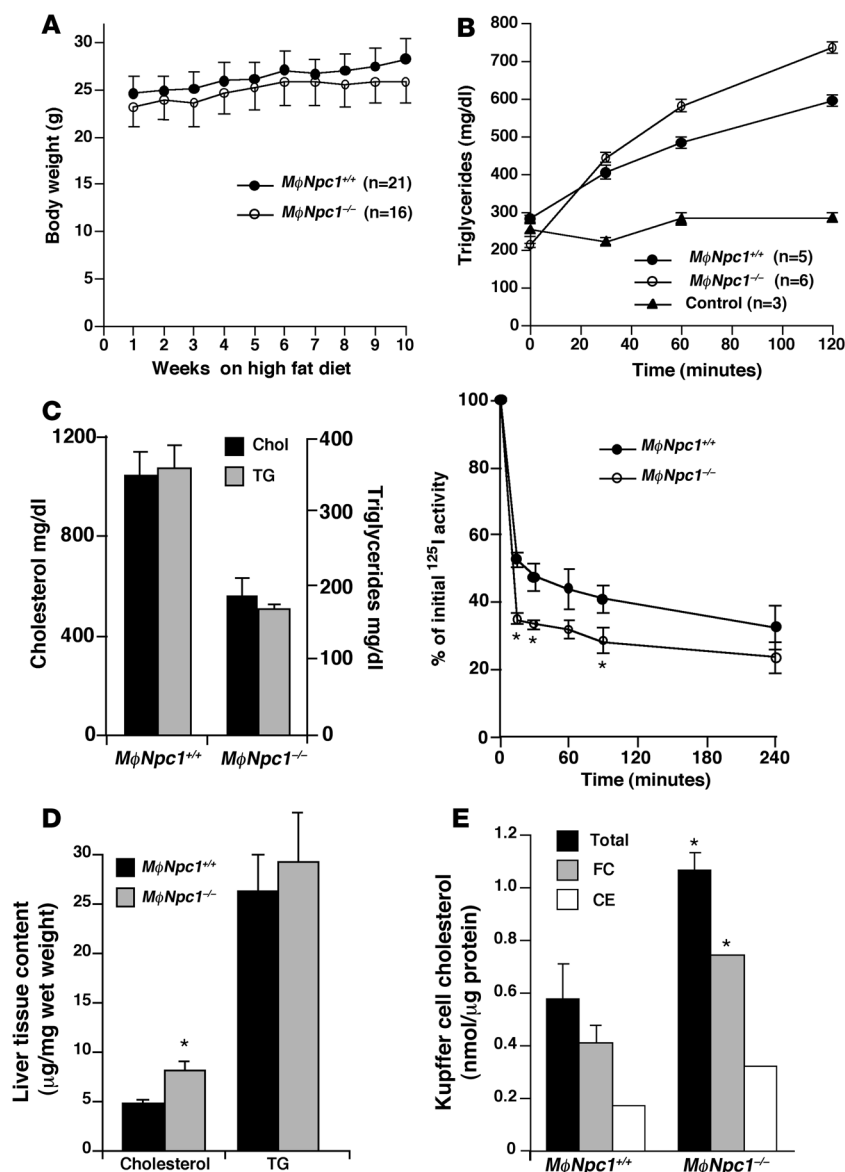 A
30
25
20
15
10
5
0
Body weight (g)
MϕNpc1+/+ (n=21)
MϕNpc1–/– (n=16)
0 1 2 3 4 5 6 7 8 9 10
Weeks on high fat diet
B
800
700
600
500
400
300
200
100
0
Triglycerides (mg/dl)
MϕNpc1+/+ (n=5)
MϕNpc1–/– (n=6)
Control (n=3)
0 20 40 60 80 100 120
Time (minutes)
C
1200
800
400
0
Cholesterol mg/dl
Chol
TG
400
300
200
100
0
Triglycerides mg/dl
MϕNpc1+/+ MϕNpc1–/–
100
80
60
40
20
0
% of initial 125I activity
MϕNpc1+/+
MϕNpc1–/–
* * *
0 60 120 180 240
Time (minutes)
D
30
25
20
15
10
5
0
Liver tissue content
(µg/mg wet weight)
MϕNpc1+/+
MϕNpc1–/–
*
Cholesterol TG
E
1.2
1.0
0.8
0.6
0.4
0.2
0
Kupffer cell cholesterol
(nmol/µg protein)
Total
FC
CE
*
*
MϕNpc1+/+ MϕNpc1–/–